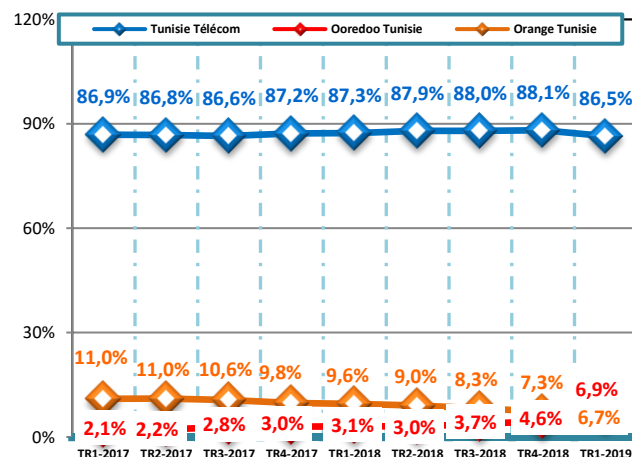 120%
Tunisie Télécom Ooredoo Tunisie Orange Tunisie
86,9% 86,8% 86,6% 87,2% 87,3% 87,9% 88,0% 88,1% 86,5%
90%
60%
30%
11,0% 11,0% 10,6% 9,8% 9,6% 9,0% 8,3% 7,3% 6,9%
2,1% 2,2% 2,8% 3,0% 3,1% 3,0% 3,7% 4,6% 6,7%
0%
TR1-2017 TR2-2017 TR3-2017 TR4-2017 TR1-2018 TR2-2018 TR3-2018 TR4-2018 TR1-2019